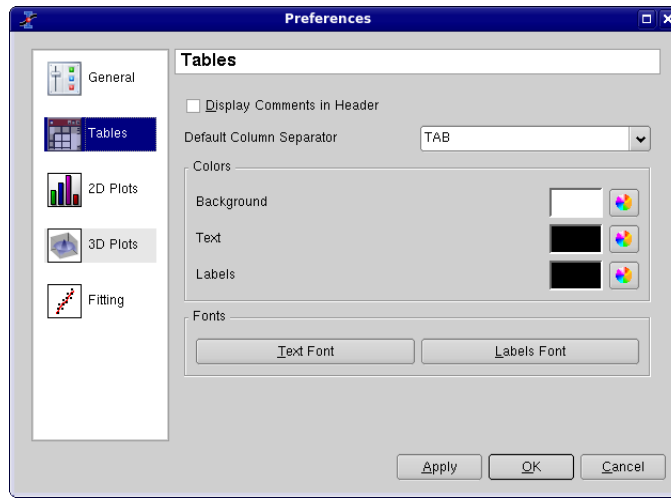 Preferences
General
Tables
2D Plots
3D Plots
Fitting
Tables
Display Comments in Header
Default Column Separator TAB
Colors
Background
Text
Labels
Fonts
Text Font Labels Font
Apply OK Cancel